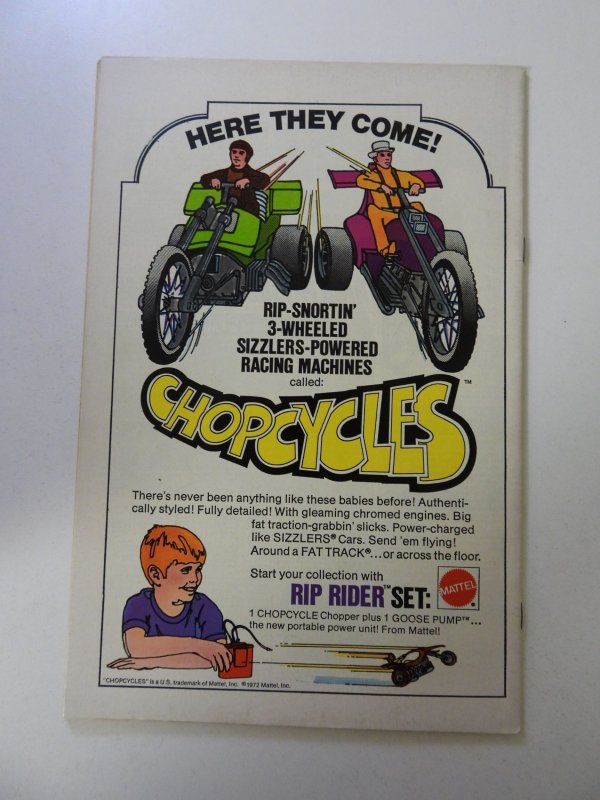 HERE THEY COME!
RIP-SNORTIN'
3-WHEELED
SIZZLERS-POWERED
RACING MACHINES
called:
CHOPCYCLES™
There's never been anything like these babies before! Authenti-
cally styled! Fully detailed! With gleaming chromed engines. Big
fat traction-grabbin' slicks. Power-charged
like SIZZLERS® Cars. Send 'em flying!
Around a FAT TRACK®...or across the floor.
Start your collection with
RIP RIDER™ SET:
MATTEL®
1 CHOPCYCLE Chopper plus 1 GOOSE PUMP™...
the new portable power unit! From Mattel!
"CHOPCYCLES" is a U.S. trademark of Mattel, Inc. ©1972 Mattel, Inc.